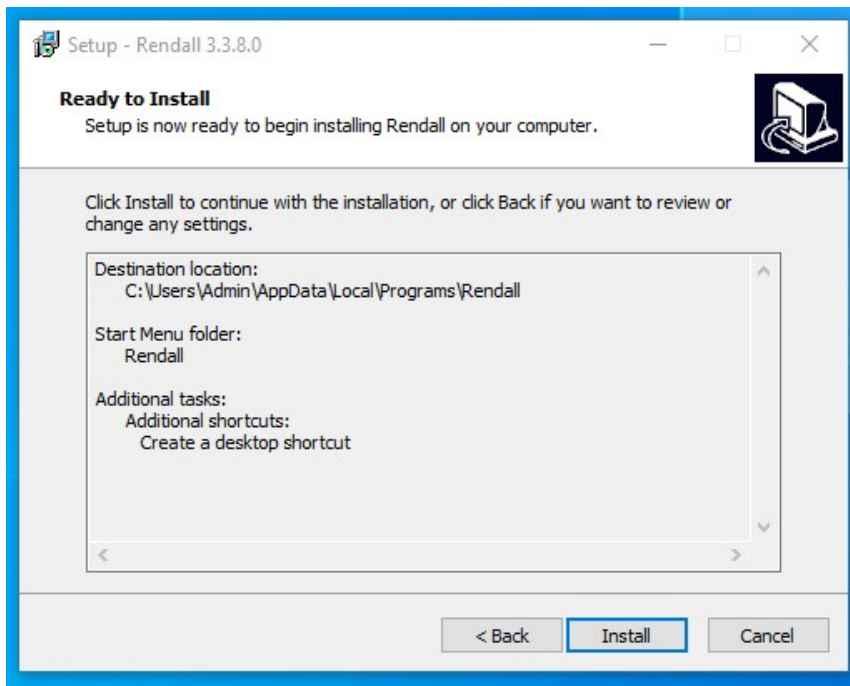 Setup - Rendall 3.3.8.0
Ready to Install
Setup is now ready to begin installing Rendall on your computer.
Click Install to continue with the installation, or click Back if you want to review or
change any settings.
Destination location:
C:\Users\Admin\AppData\Local\Programs\Rendall
Start Menu folder:
Rendall
Additional tasks:
Additional shortcuts:
Create a desktop shortcut
< Back
Install
Cancel